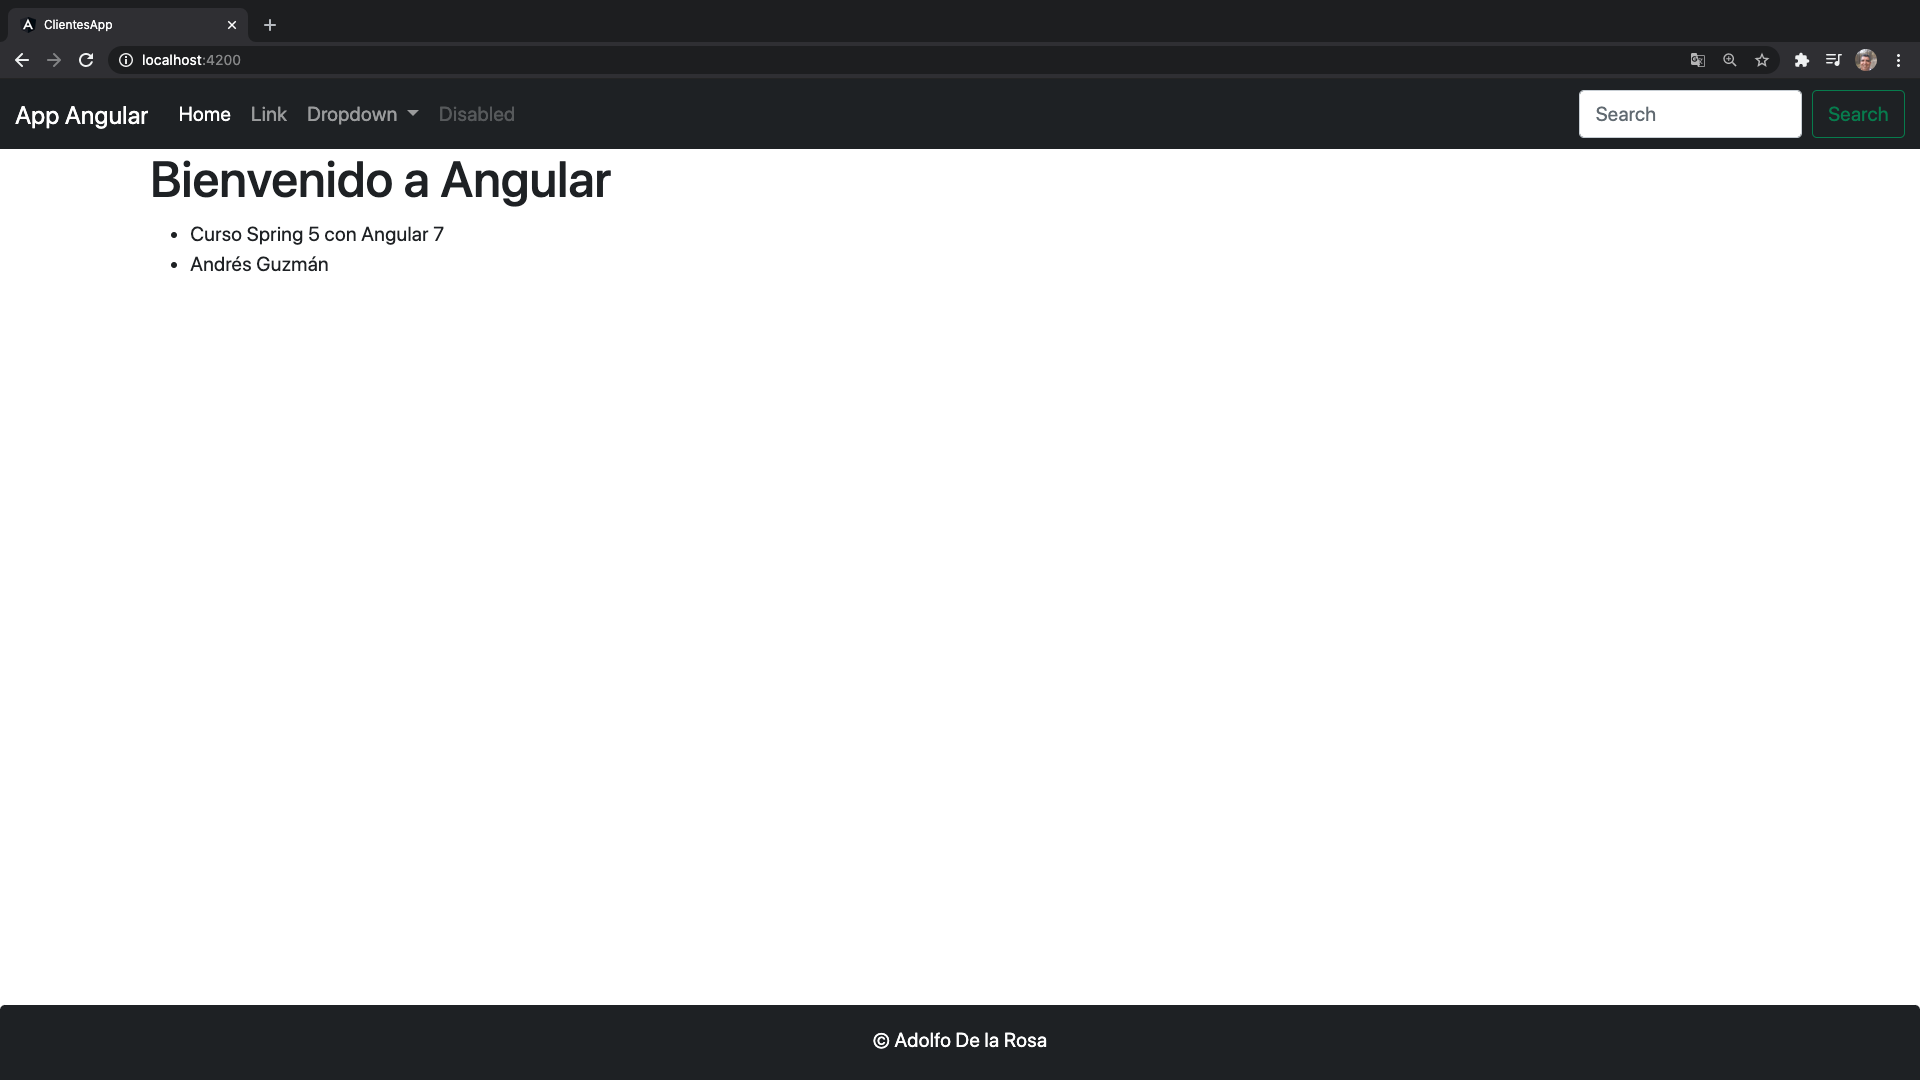 ClientesApp
localhost:4200
App Angular Home Link Dropdown Disabled Search Search
Bienvenido a Angular
Curso Spring 5 con Angular 7
Andrés Guzmán
© Adolfo De la Rosa